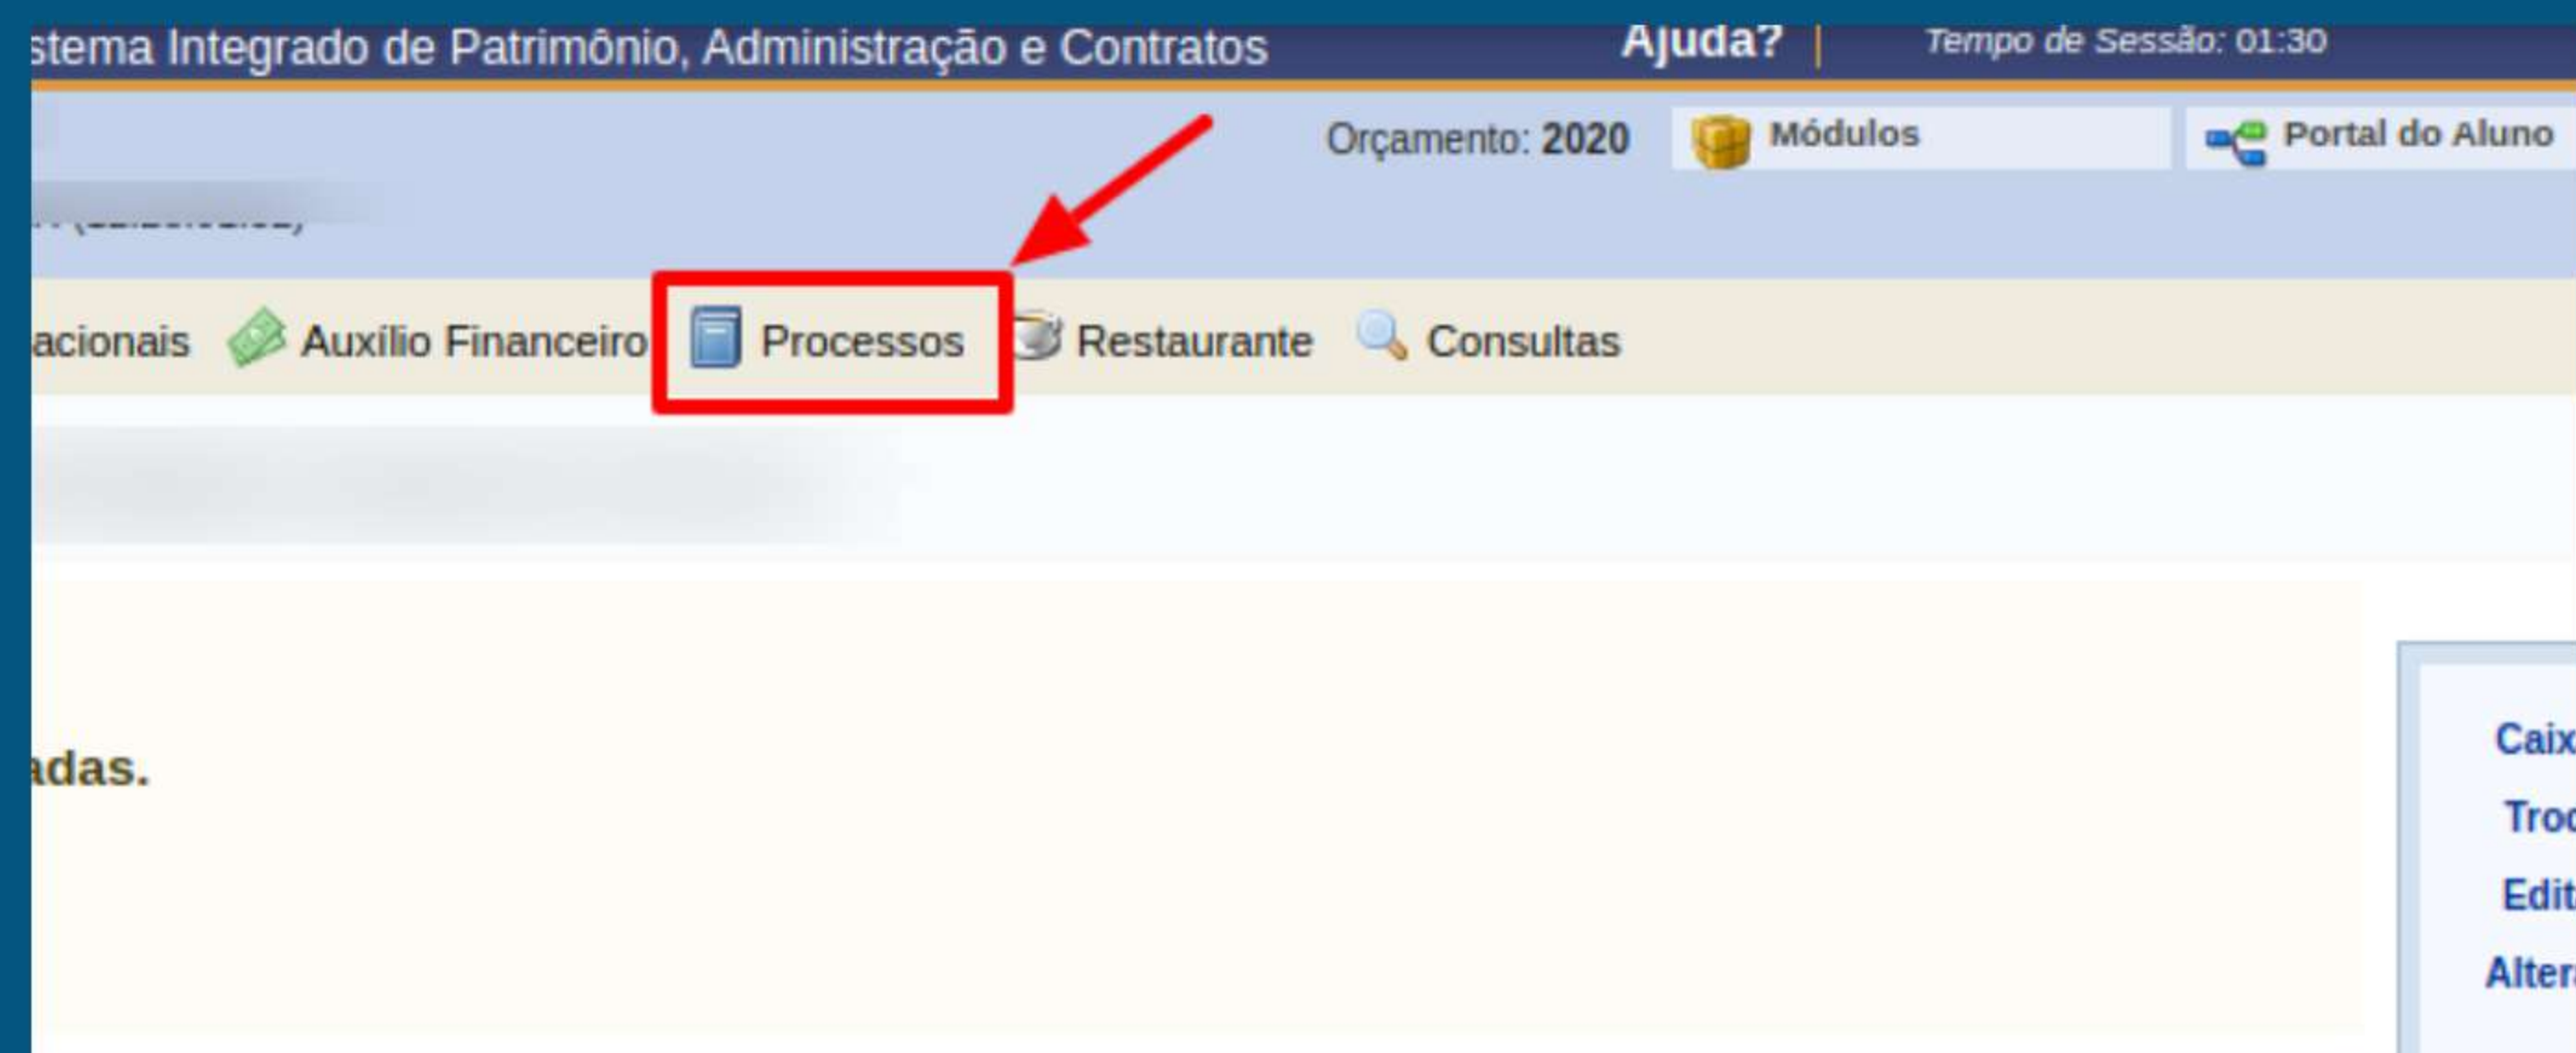 stema Integrado de Patrimônio, Administração e Contratos
Ajuda? |
Tempo de Sessão: 01:30
Orçamento: 2020
Módulos
Portal do Aluno
acionais
Auxílio Financeiro
Processos
Restaurante
Consultas
adas.
Caix
Troc
Edit
Alter